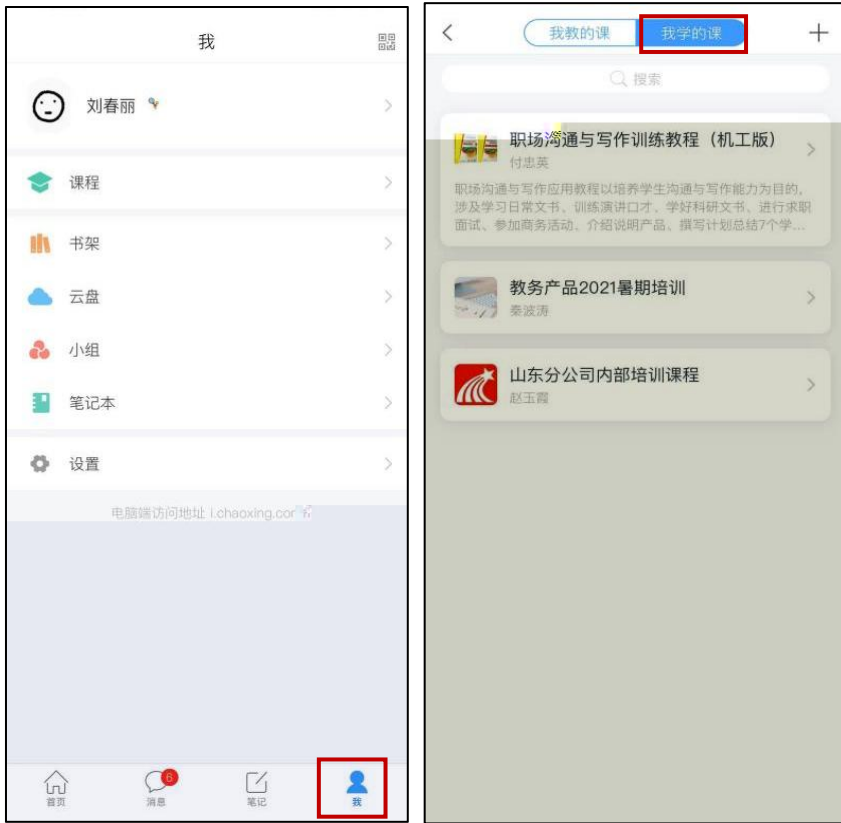 我
刘春丽
课程
书架
云盘
小组
笔记本
设置
电脑端访问地址 i.chaoxing.com
首页
6
消息
笔记
我
我教的课
我学的课
搜索
职场沟通与写作训练教程（机工版）
付忠英
职场沟通与写作应用教程以培养学生沟通与写作能力为目的，
涉及学习日常文书、训练演讲口才、学好科研文书、进行求职
面试、参加商务活动、介绍说明产品、撰写计划总结7个学...
教务产品2021暑期培训
秦波涛
山东分公司内部培训课程
赵玉霞